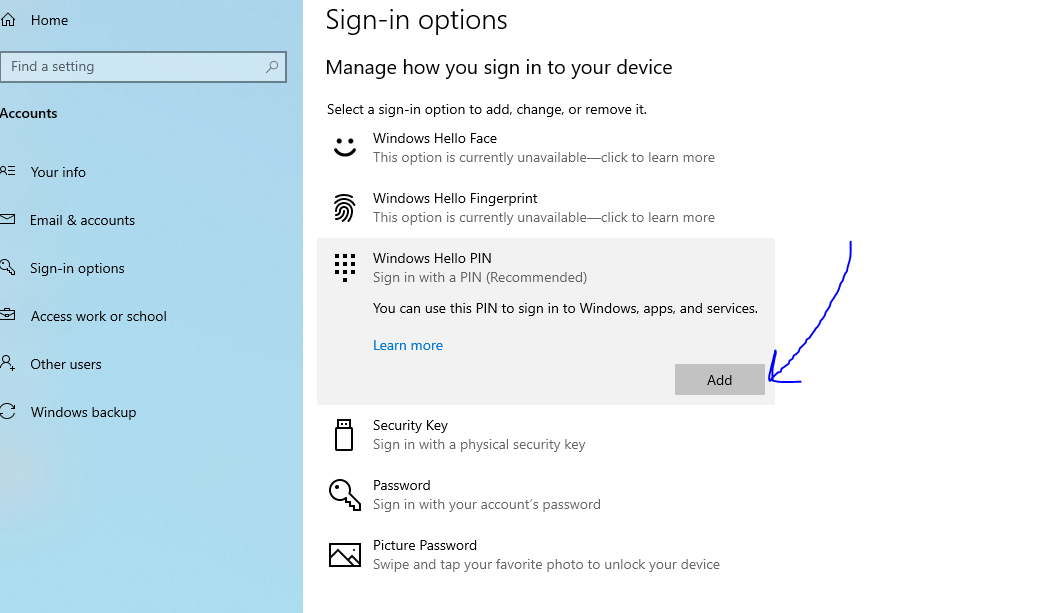 Home
Find a setting
Accounts
Your info
Email & accounts
Sign-in options
Access work or school
Other users
Windows backup
Sign-in options
Manage how you sign in to your device
Select a sign-in option to add, change, or remove it.
Windows Hello Face
This option is currently unavailable—click to learn more
Windows Hello Fingerprint
This option is currently unavailable—click to learn more
Windows Hello PIN
Sign in with a PIN (Recommended)
You can use this PIN to sign in to Windows, apps, and services.
Learn more
Add
Security Key
Sign in with a physical security key
Password
Sign in with your account's password
Picture Password
Swipe and tap your favorite photo to unlock your device